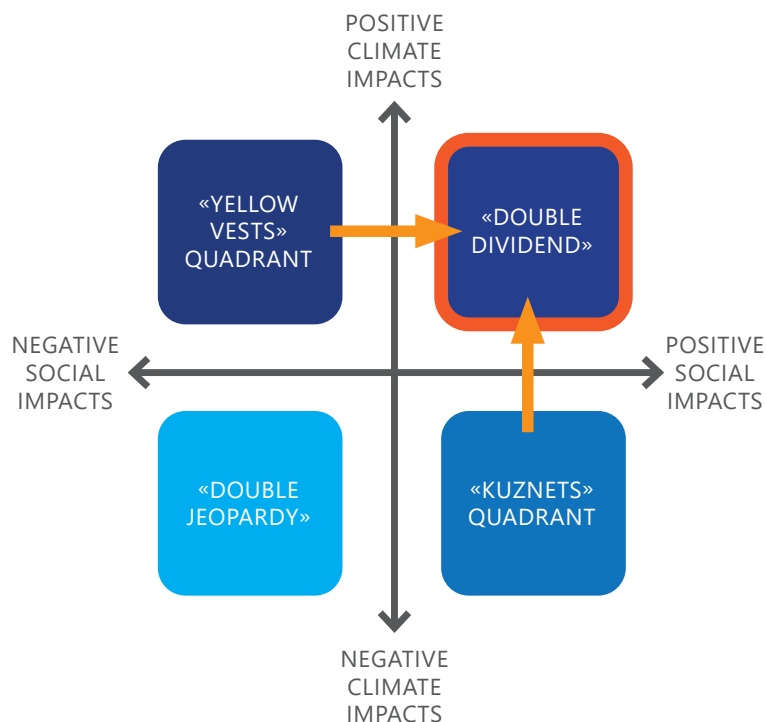 POSITIVE
CLIMATE
IMPACTS
«YELLOW
VESTS»
QUADRANT
«DOUBLE
DIVIDEND»
NEGATIVE
SOCIAL
IMPACTS
POSITIVE
SOCIAL
IMPACTS
«DOUBLE
JEOPARDY»
«KUZNETS»
QUADRANT
NEGATIVE
CLIMATE
IMPACTS